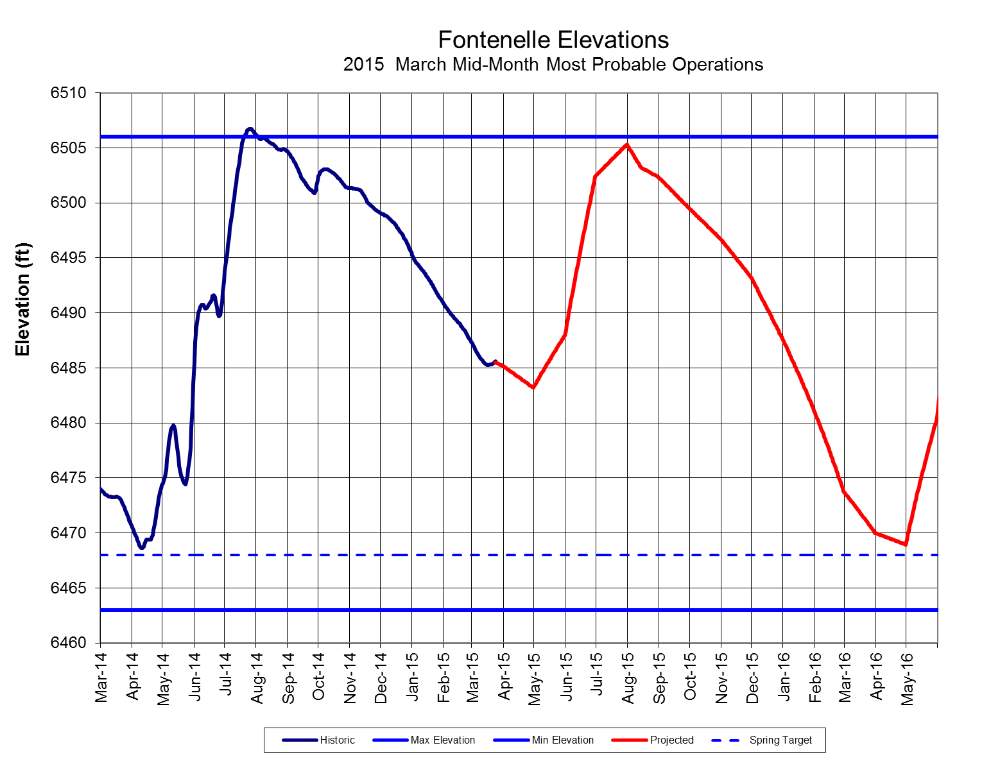 Fontenelle Elevations
2015  March Mid-Month Most Probable Operations
Elevation (ft)
6510
6505
6500
6495
6490
6485
6480
6475
6470
6465
6460
Mar-14
Apr-14
May-14
Jun-14
Jul-14
Aug-14
Sep-14
Oct-14
Nov-14
Dec-14
Jan-15
Feb-15
Mar-15
Apr-15
May-15
Jun-15
Jul-15
Aug-15
Sep-15
Oct-15
Nov-15
Dec-15
Jan-16
Feb-16
Mar-16
Apr-16
May-16
Historic Max Elevation Min Elevation Projected Spring Target